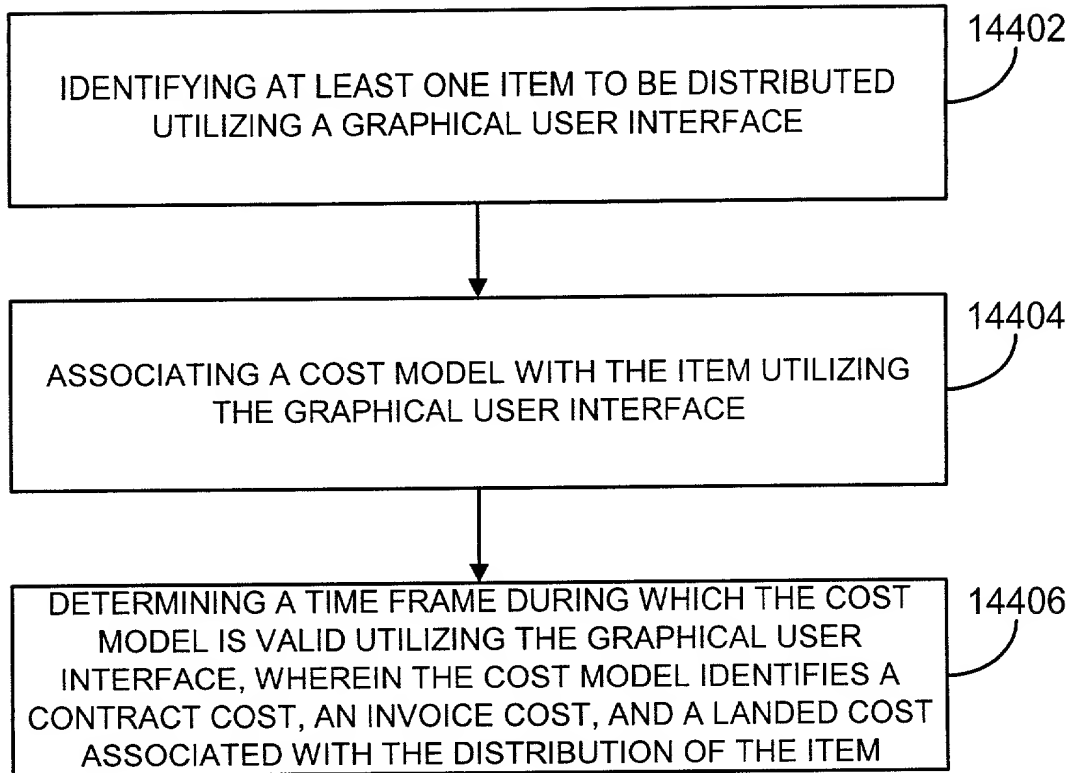 14402
IDENTIFYING AT LEAST ONE ITEM TO BE DISTRIBUTED
UTILIZING A GRAPHICAL USER INTERFACE
14404
ASSOCIATING A COST MODEL WITH THE ITEM UTILIZING
THE GRAPHICAL USER INTERFACE
14406
DETERMINING A TIME FRAME DURING WHICH THE COST
MODEL IS VALID UTILIZING THE GRAPHICAL USER
INTERFACE, WHEREIN THE COST MODEL IDENTIFIES A
CONTRACT COST, AN INVOICE COST, AND A LANDED COST
ASSOCIATED WITH THE DISTRIBUTION OF THE ITEM